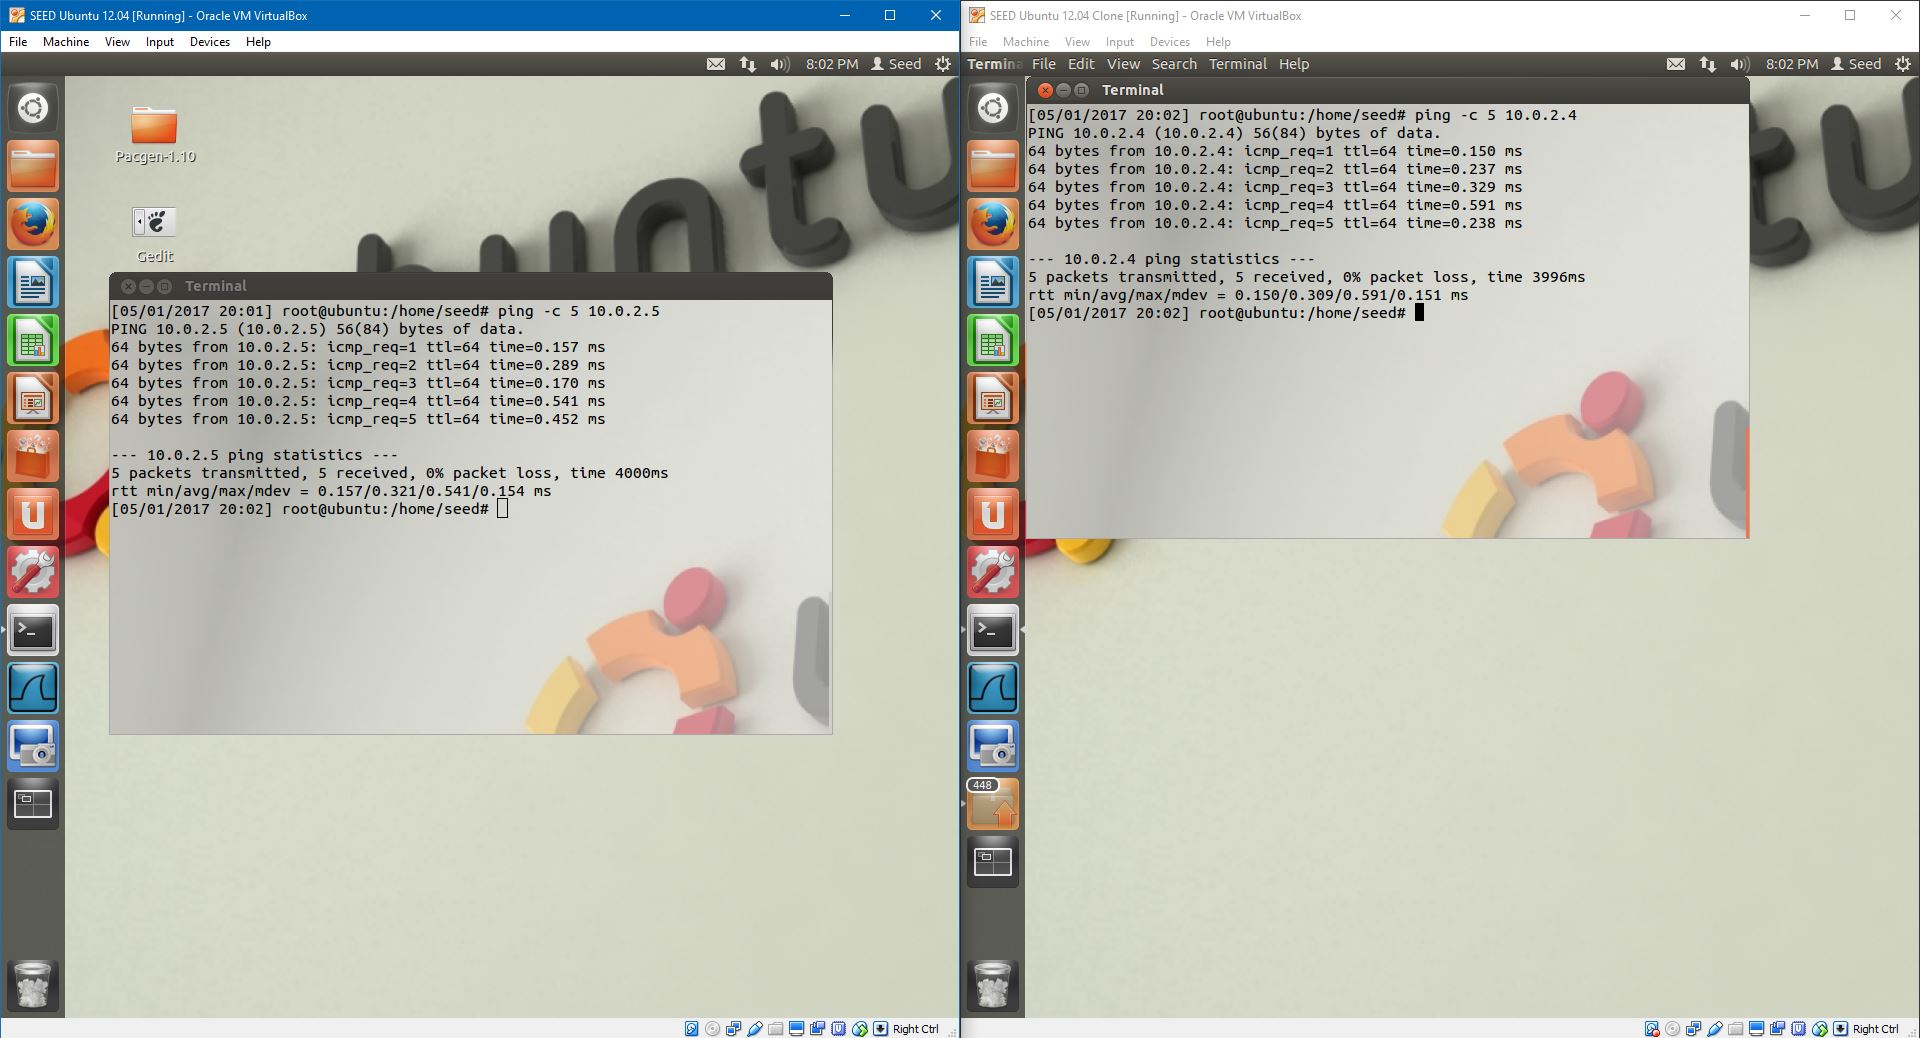 SEED Ubuntu 12.04 [Running] - Oracle VM VirtualBox
File Machine View Input Devices Help
8:02 PM Seed
Pacgen-1.10
Gedit
Terminal
[05/01/2017 20:01] root@ubuntu:/home/seed# ping -c 5 10.0.2.5
PING 10.0.2.5 (10.0.2.5) 56(84) bytes of data.
64 bytes from 10.0.2.5: icmp_req=1 ttl=64 time=0.157 ms
64 bytes from 10.0.2.5: icmp_req=2 ttl=64 time=0.289 ms
64 bytes from 10.0.2.5: icmp_req=3 ttl=64 time=0.170 ms
64 bytes from 10.0.2.5: icmp_req=4 ttl=64 time=0.541 ms
64 bytes from 10.0.2.5: icmp_req=5 ttl=64 time=0.452 ms
--- 10.0.2.5 ping statistics ---
5 packets transmitted, 5 received, 0% packet loss, time 4000ms
rtt min/avg/max/mdev = 0.157/0.321/0.541/0.154 ms
[05/01/2017 20:02] root@ubuntu:/home/seed#
Right Ctrl
SEED Ubuntu 12.04 Clone [Running] - Oracle VM VirtualBox
File Machine View Input Devices Help
Termina File Edit View Search Terminal Help 8:02 PM Seed
Terminal
[05/01/2017 20:02] root@ubuntu:/home/seed# ping -c 5 10.0.2.4
PING 10.0.2.4 (10.0.2.4) 56(84) bytes of data.
64 bytes from 10.0.2.4: icmp_req=1 ttl=64 time=0.150 ms
64 bytes from 10.0.2.4: icmp_req=2 ttl=64 time=0.237 ms
64 bytes from 10.0.2.4: icmp_req=3 ttl=64 time=0.329 ms
64 bytes from 10.0.2.4: icmp_req=4 ttl=64 time=0.591 ms
64 bytes from 10.0.2.4: icmp_req=5 ttl=64 time=0.238 ms
--- 10.0.2.4 ping statistics ---
5 packets transmitted, 5 received, 0% packet loss, time 3996ms
rtt min/avg/max/mdev = 0.150/0.309/0.591/0.151 ms
[05/01/2017 20:02] root@ubuntu:/home/seed#
448
Right Ctrl